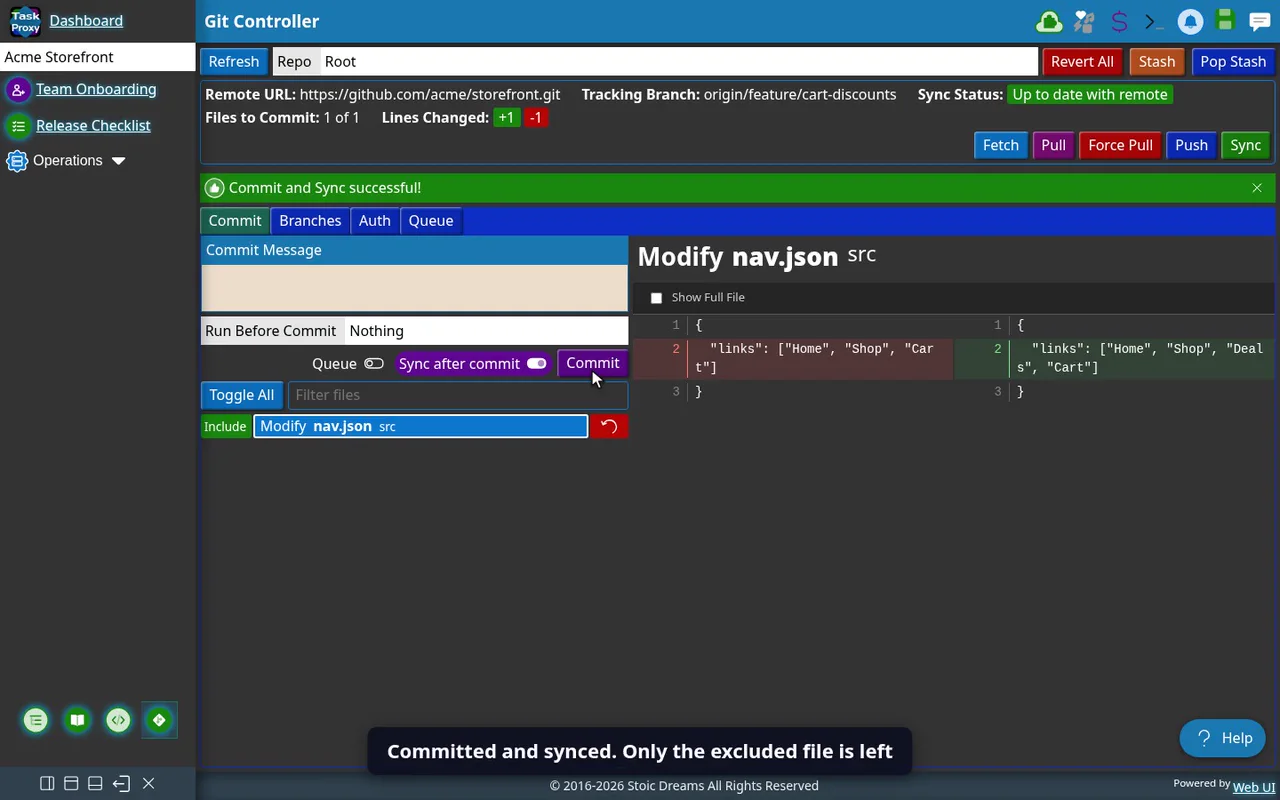 Task Proxy
Dashboard
Git Controller
Acme Storefront
Team Onboarding
Release Checklist
Operations
Refresh
Repo
Root
Revert All
Stash
Pop Stash
Remote URL: https://github.com/acme/storefront.git
Tracking Branch: origin/feature/cart-discounts
Sync Status: Up to date with remote
Files to Commit: 1 of 1
Lines Changed: +1 -1
Fetch
Pull
Force Pull
Push
Sync
Commit and Sync successful!
Commit
Branches
Auth
Queue
Commit Message
Run Before Commit
Nothing
Queue
Sync after commit
Commit
Toggle All
Filter files
Include
Modify nav.json src
Modify nav.json src
Show Full File
1 {
2 "links": ["Home", "Shop", "Car
t"]
3 }
1 {
2 "links": ["Home", "Shop", "Deal
s", "Cart"]
3 }
Committed and synced. Only the excluded file is left
? Help
© 2016-2026 Stoic Dreams All Rights Reserved
Powered by Web UI